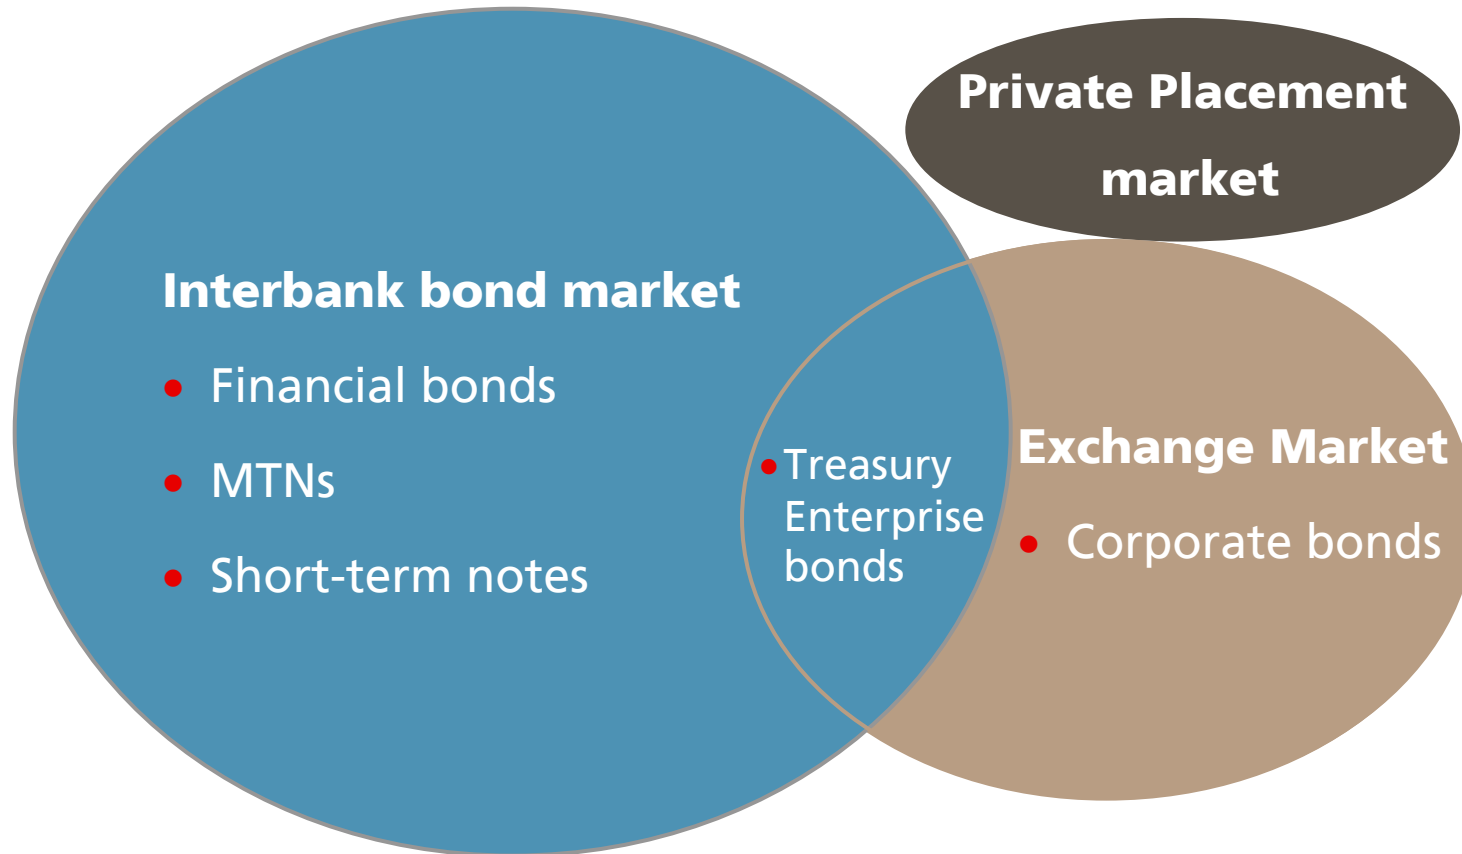 Private Placement
market
Interbank bond market
• Financial bonds
• MTNs
• Short-term notes
• Treasury
Enterprise
bonds
Exchange Market
• Corporate bonds